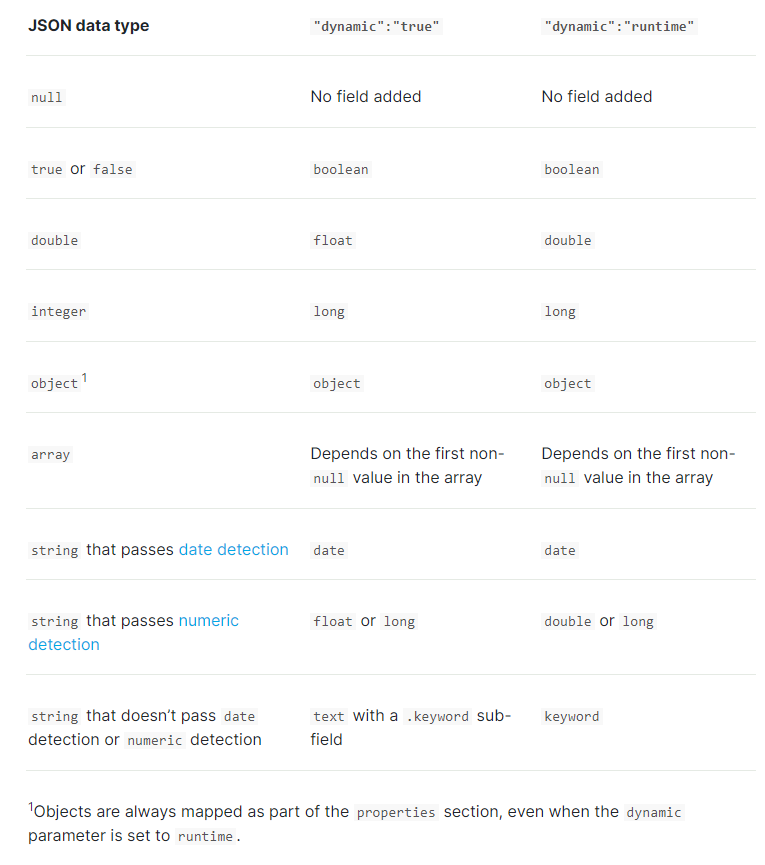 JSON data type "dynamic":"true" "dynamic":"runtime"
null No field added No field added
true or false boolean boolean
double float double
integer long long
object 1 object object
array Depends on the first non- Depends on the first non-
null value in the array null value in the array
string that passes date detection date date
string that passes numeric float or long double or long
detection
string that doesn’t pass date text with a .keyword sub- keyword
detection or numeric detection field
1Objects are always mapped as part of the properties section, even when the dynamic
parameter is set to runtime.